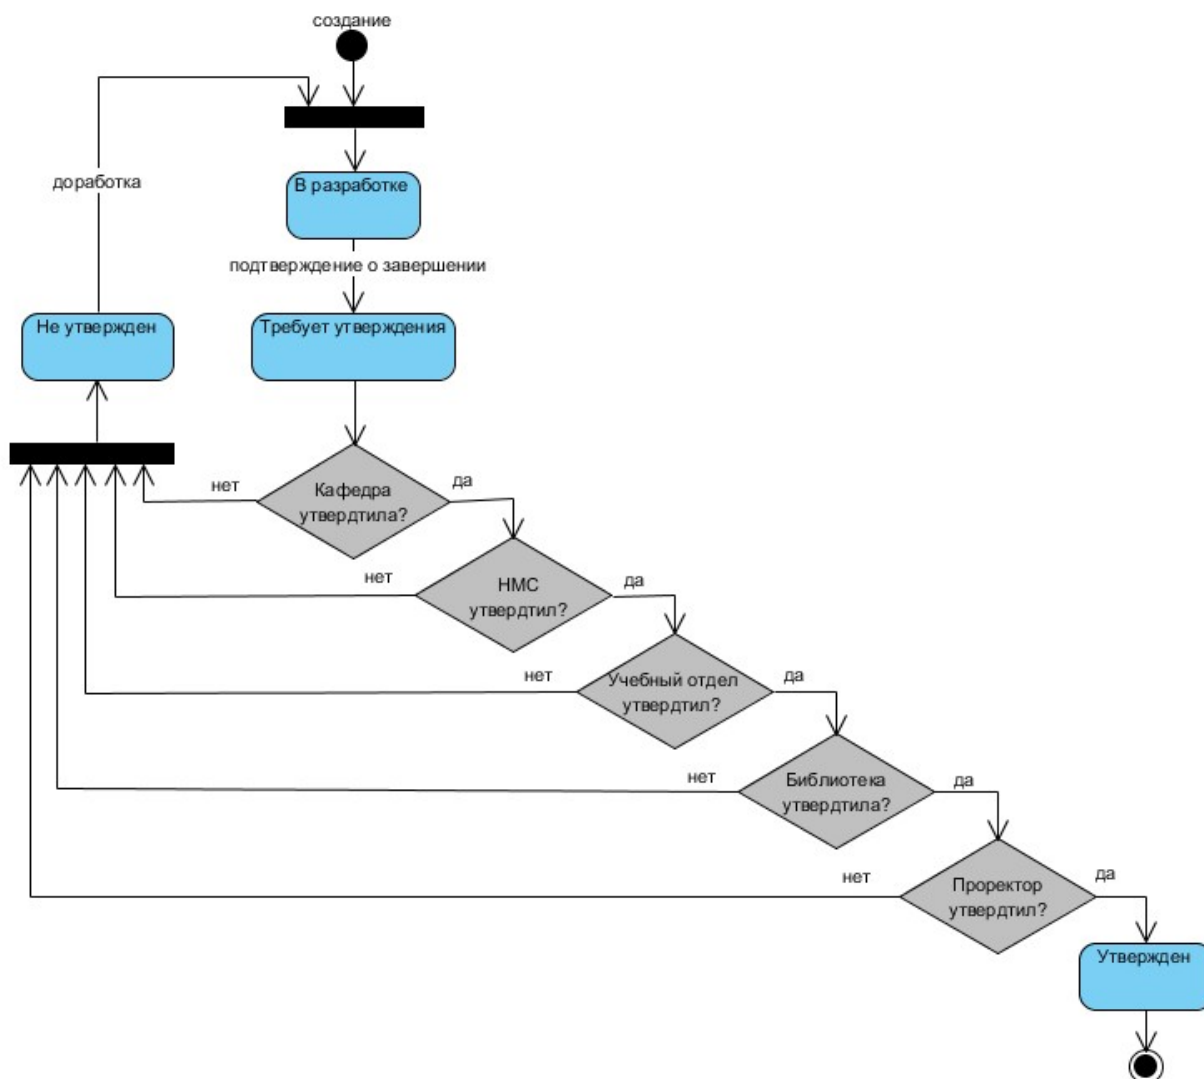 создание
доработка
В разработке
подтверждение о завершении
Не утвержден
Требует утверждения
нет
Кафедра
утвердтила?
да
нет
НМС
утвердтил?
да
нет
Учебный отдел
утвердтил?
да
нет
Библиотека
утвердтила?
да
нет
Проректор
утвердтил?
да
Утвержден